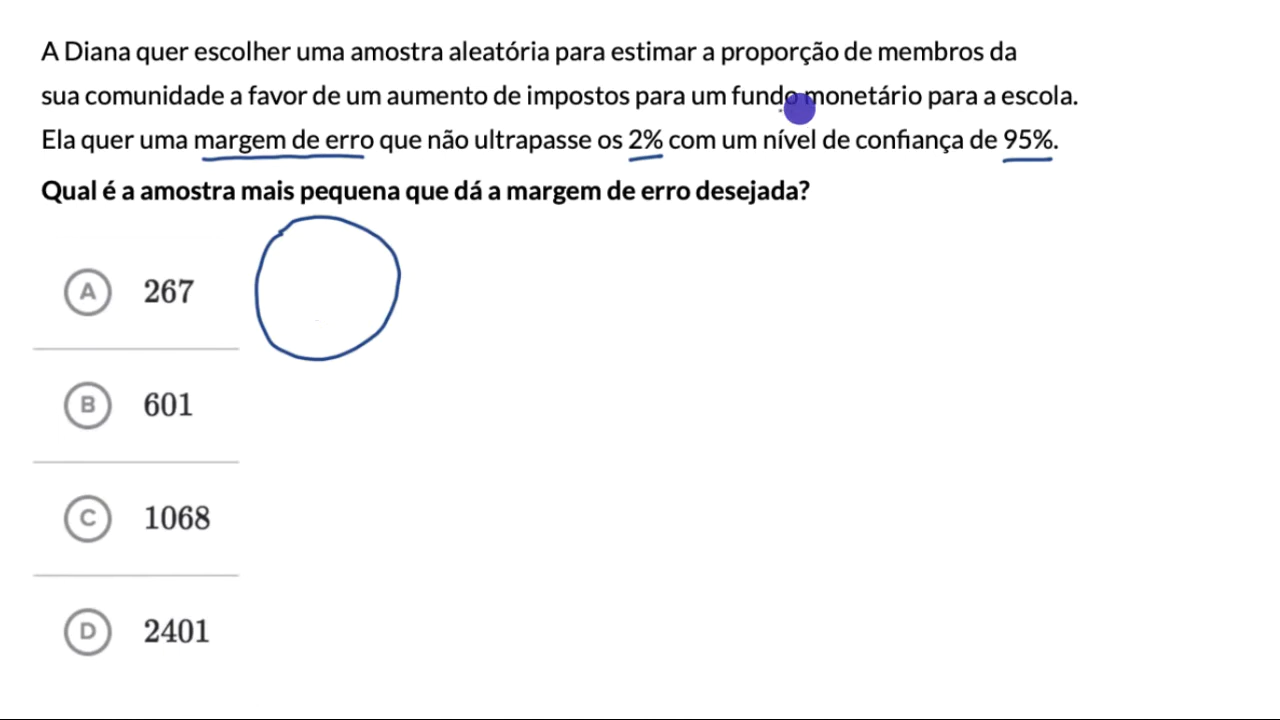 A Diana quer escolher uma amostra aleatória para estimar a proporção de membros da
sua comunidade a favor de um aumento de impostos para um fundo monetário para a escola.
Ela quer uma margem de erro que não ultrapasse os 2% com um nível de confiança de 95%.
Qual é a amostra mais pequena que dá a margem de erro desejada?
A 267
B 601
C 1068
D 2401